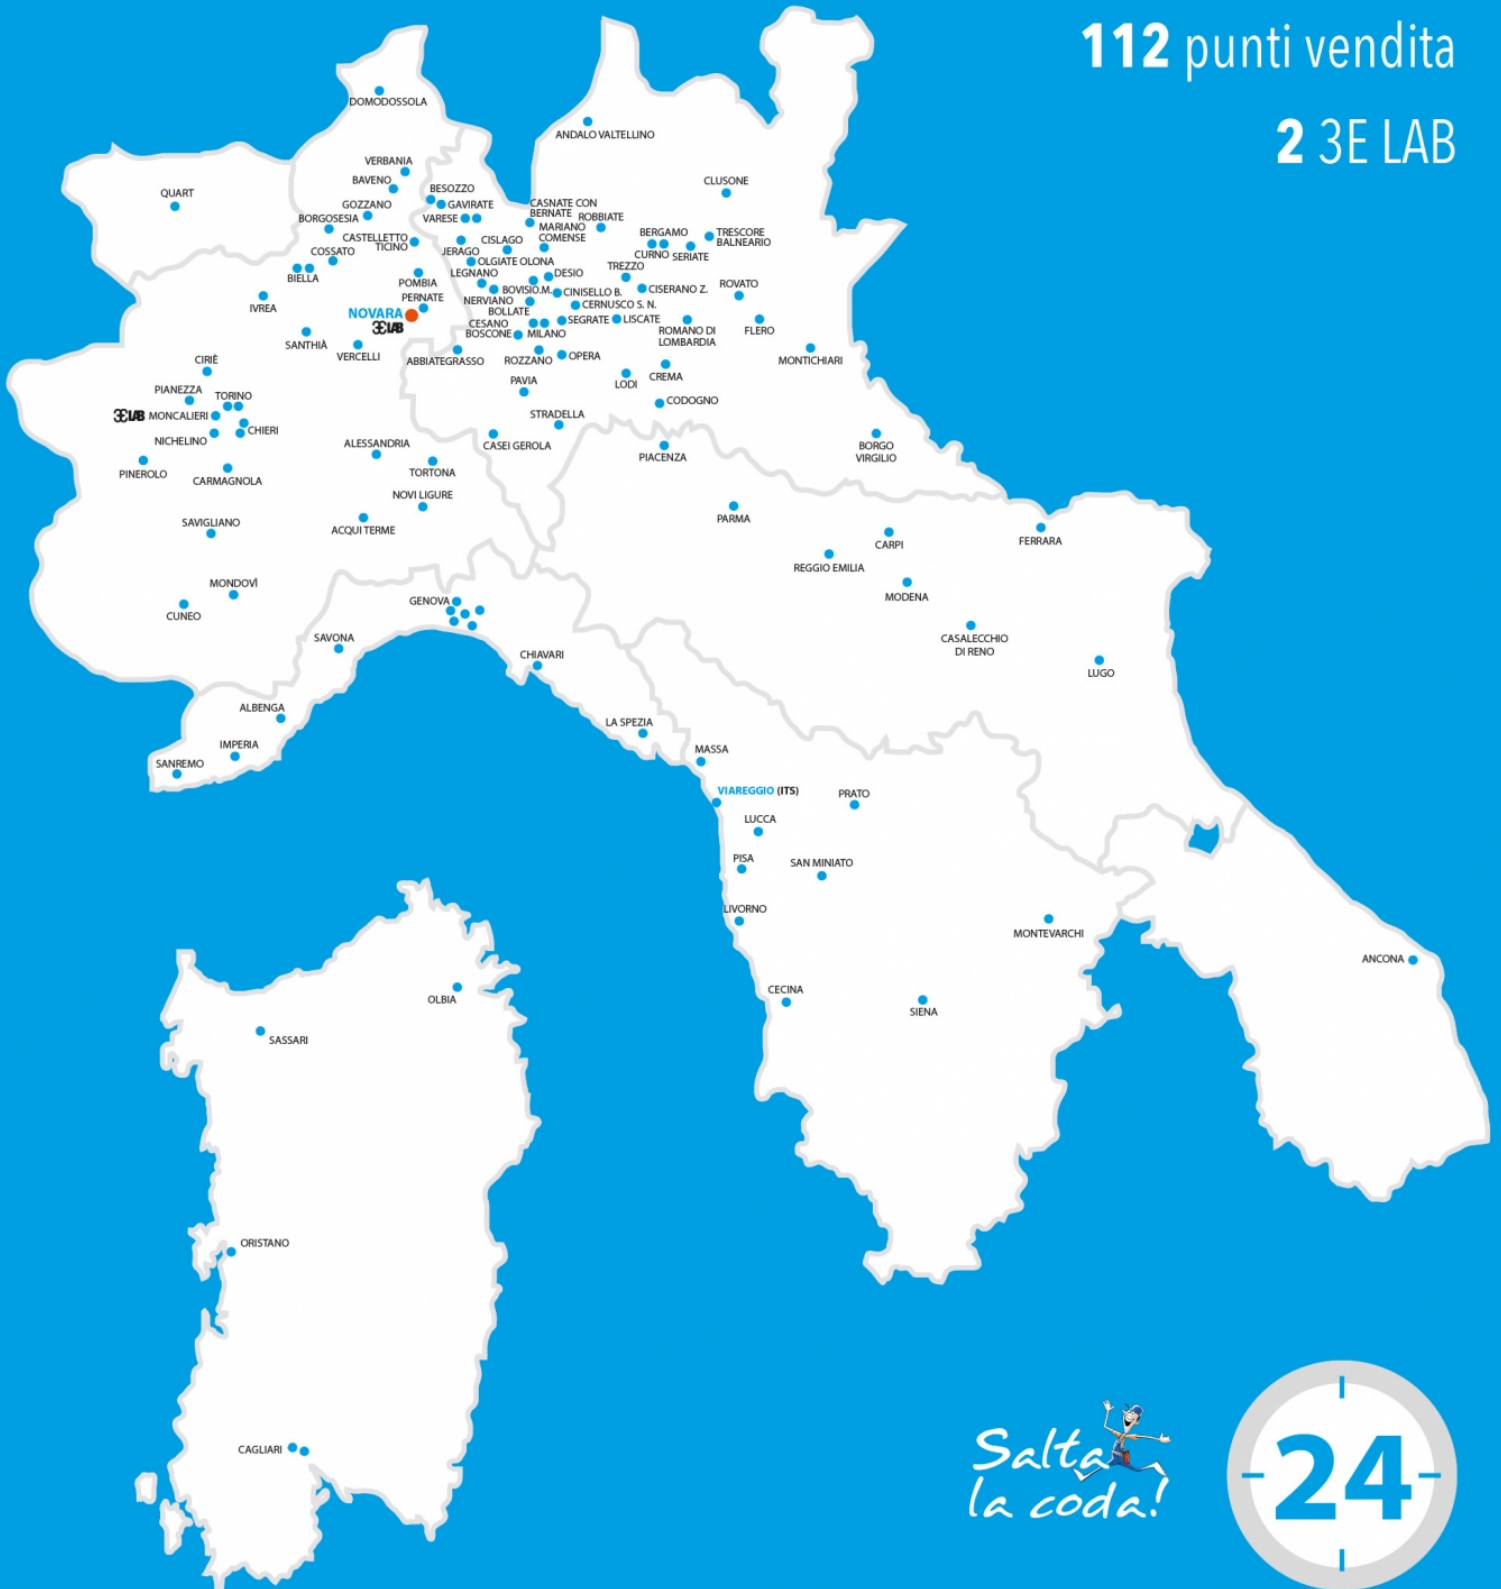 112 punti vendita
2 3E LAB
DOMODOSSOLA
ANDALO VALTELLINO
VERBANIA
BAVENO
QUART
GOZZANO
BORGOSESIA
CASTELLETTO
TICINO
COSSATO
BIELLA
POMBIA
PERNATE
IVREA
NOVARA
3E LAB
SANTHIÀ
VERCELLI
BESOZZO
GAVIRATE
VARESE
CASNATE CON
BERNATE
ROBBIATE
MARIANO
COMENSE
CISLAGO
JERAGO
OLGIATE OLONA
LEGNANO
DESIO
BOVISIO M.
CINISELLO B.
NERVIANO
BOLLATE
CERNUSCO S. N.
CESANO
BOSCONE
MILANO
SEGRATE
LISCATE
ABBIATEGRASSO
ROZZANO
OPERA
PAVIA
STRADELLA
CASEI GEROLA
CLUSONE
BERGAMO
TRESCORE
BALNEARIO
CURNO
SERIATE
TREZZO
CISERANO Z.
ROVATO
ROMANO DI
LOMBARDIA
FLERO
MONTICHIARI
LODI
CREMA
CODOGNO
BORGO
VIRGILIO
CIRIÈ
PIANEZZA
TORINO
3E LAB
MONCALIERI
NICHELINO
CHIERI
PINEROLO
CARMAGNOLA
ALESSANDRIA
TORTONA
NOVI LIGURE
ACQUI TERME
SAVIGLIANO
MONDOVÌ
CUNEO
PIACENZA
PARMA
REGGIO EMILIA
CARPI
MODENA
FERRARA
CASALECCHIO
DI RENO
LUGO
GENOVA
SAVONA
CHIAVARI
ALBENGA
IMPERIA
SANREMO
LA SPEZIA
MASSA
VIAREGGIO (ITS)
PRATO
LUCCA
PISA
SAN MINIATO
LIVORNO
MONTEVARCHI
CECINA
SIENA
ANCONA
OLBIA
SASSARI
ORISTANO
CAGLIARI
Salta
la coda!
24